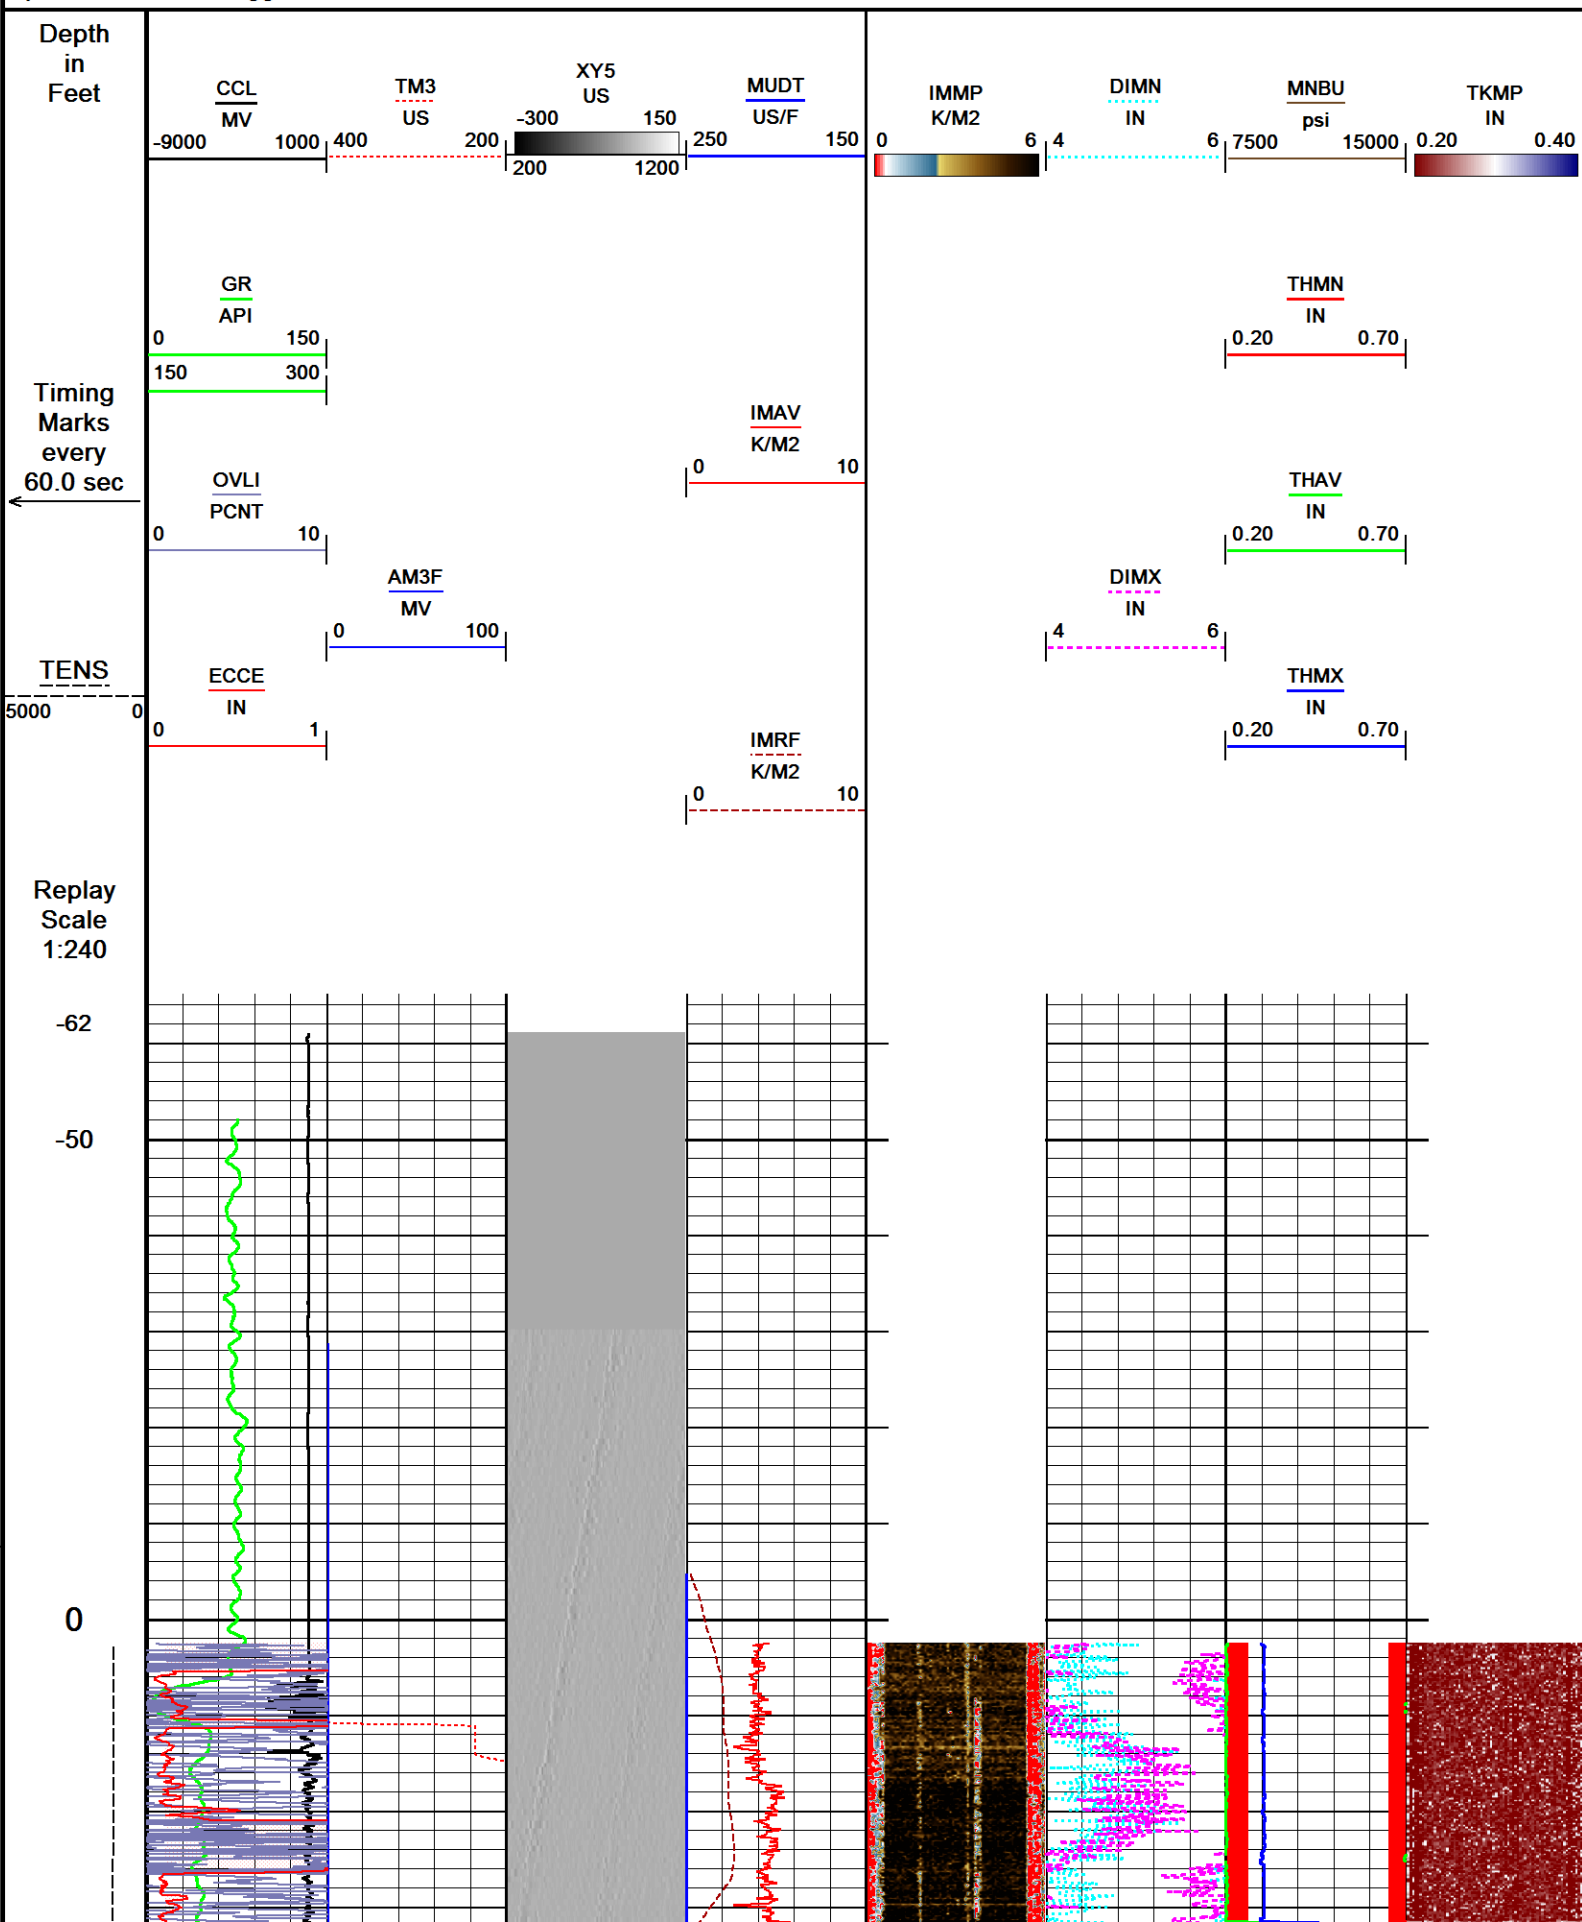 Depth
in
Feet
CCL
MV
-9000 1000
TM3
US
400 200
XY5
US
-300 150
200 1200
MUDT
US/F
250 150
IMMP
K/M2
0 6
DIMN
IN
4 6
MNBU
psi
7500 15000
TKMP
IN
0.20 0.40
GR
API
0 150
150 300
THMN
IN
0.20 0.70
Timing
Marks
every
60.0 sec
IMAV
K/M2
0 10
OVLI
PCNT
0 10
THAV
IN
0.20 0.70
AM3F
MV
0 100
DIMX
IN
4 6
TENS
5000 0
ECCE
IN
0 1
THMX
IN
0.20 0.70
IMRF
K/M2
0 10
Replay
Scale
1:240
-62
-50
0